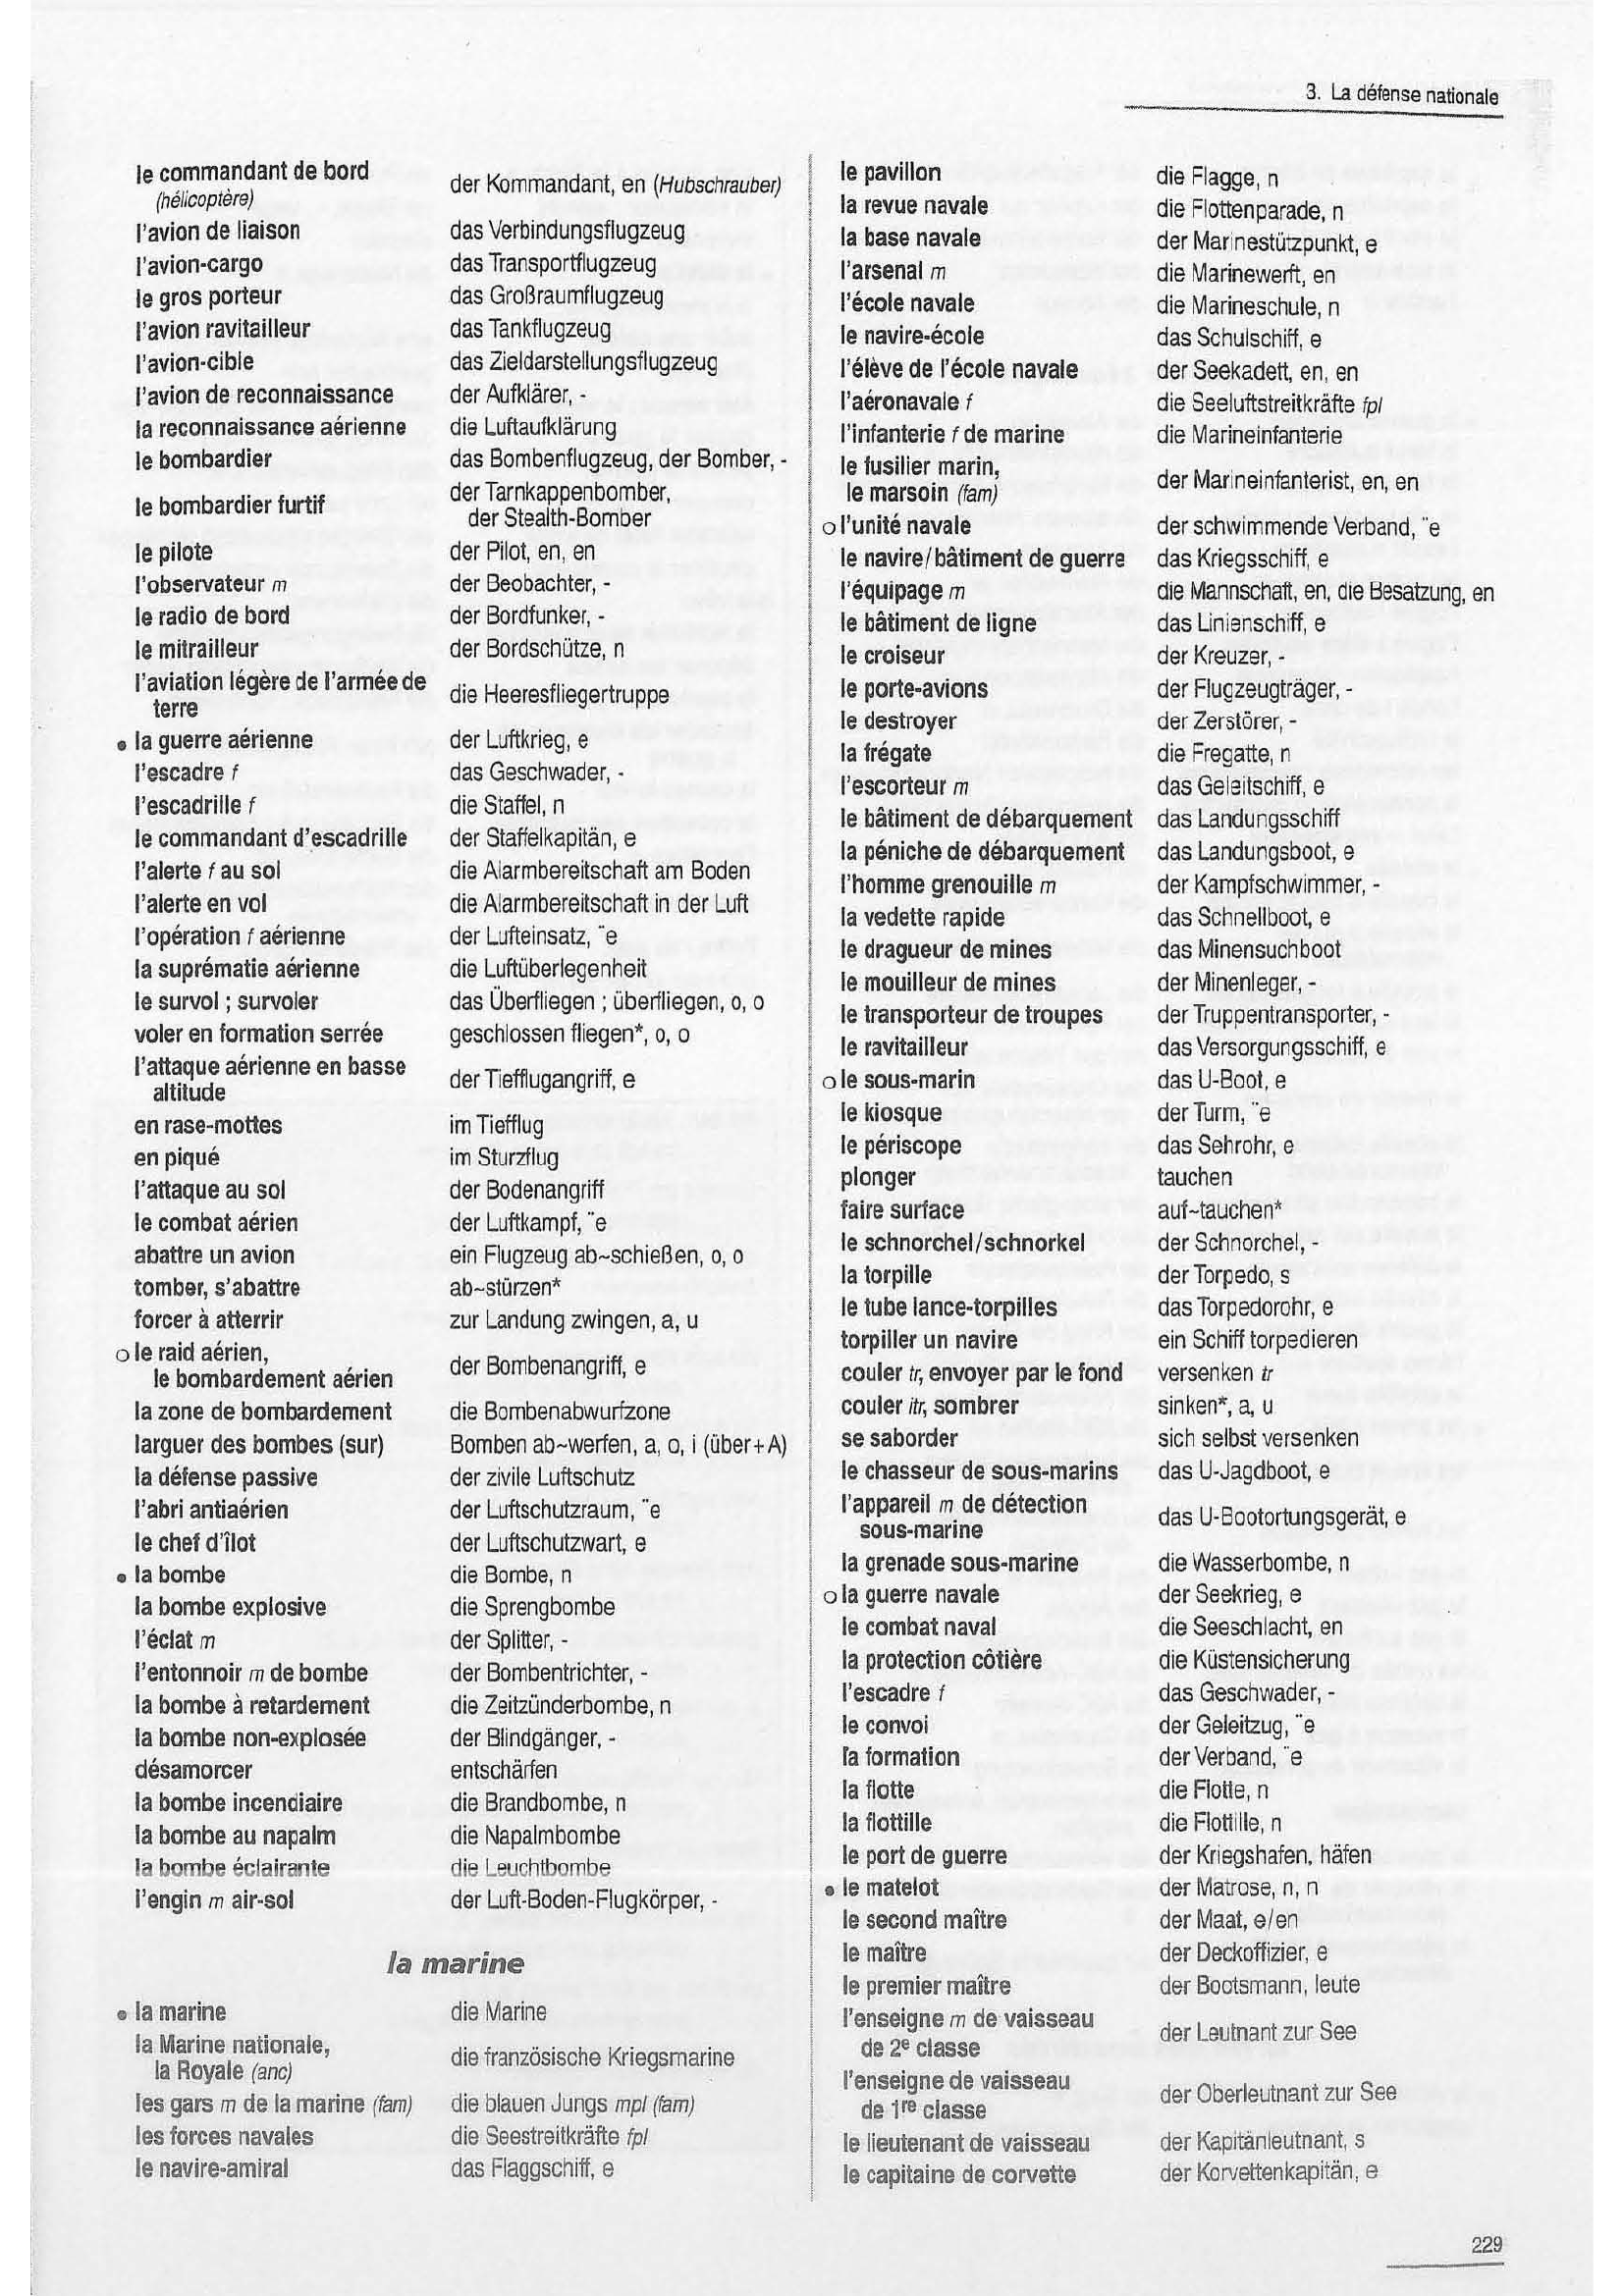 3. La défense nationale
le commandant de bord
(hélicoptère)
der Kommandant, en (Hubschrauber)
l'avion de liaison das Verbindungsflugzeug
l'avion-cargo das Transportflugzeug
le gros porteur das Großraumflugzeug
l'avion ravitailleur das Tankflugzeug
l'avion-cible das Zieldarstellungsflugzeug
l'avion de reconnaissance der Aufklärer, -
la reconnaissance aérienne die Luftaufklärung
le bombardier das Bombenflugzeug, der Bomber, -
le bombardier furtif
der Tarnkappenbomber,
der Stealth-Bomber
le pilote der Pilot, en, en
l'observateur m der Beobachter, -
le radio de bord der Bordfunker, -
le mitrailleur der Bordschütze, n
l'aviation légère de l'armée de
terre
die Heeresfliegertruppe
• la guerre aérienne der Luftkrieg, e
l'escadre f das Geschwader, -
l'escadrille f die Staffel, n
le commandant d'escadrille der Staffelkapitän, e
l'alerte f au sol die Alarmbereitschaft am Boden
l'alerte en vol die Alarmbereitschaft in der Luft
l'opération f aérienne der Lufteinsatz, ¨e
la suprématie aérienne die Luftüberlegenheit
le survol ; survoler das Überfliegen ; überfliegen, o, o
voler en formation serrée geschlossen fliegen*, o, o
l'attaque aérienne en basse
altitude
der Tiefflugangriff, e
en rase-mottes im Tiefflug
en piqué im Sturzflug
l'attaque au sol der Bodenangriff
le combat aérien der Luftkampf, ¨e
abattre un avion ein Flugzeug ab~schießen, o, o
tomber, s'abattre ab~stürzen*
forcer à atterrir zur Landung zwingen, a, u
o le raid aérien,
le bombardement aérien
der Bombenangriff, e
la zone de bombardement die Bombenabwurfzone
larguer des bombes (sur) Bomben ab~werfen, a, o, i (über+A)
la défense passive der zivile Luftschutz
l'abri antiaérien der Luftschutzraum, ¨e
le chef d'îlot der Luftschutzwart, e
• la bombe die Bombe, n
la bombe explosive die Sprengbombe
l'éclat m der Splitter, -
l'entonnoir m de bombe der Bombentrichter, -
la bombe à retardement die Zeitzünderbombe, n
la bombe non-explosée der Blindgänger, -
désamorcer entschärfen
la bombe incendiaire die Brandbombe, n
la bombe au napalm die Napalmbombe
la bombe éclairante die Leuchtbombe
l'engin m air-sol der Luft-Boden-Flugkörper, -
la marine
• la marine die Marine
la Marine nationale,
la Royale (anc)
die französische Kriegsmarine
les gars m de la marine (fam) die blauen Jungs mpl (fam)
les forces navales die Seestreitkräfte fpl
le navire-amiral das Flaggschiff, e
le pavillon die Flagge, n
la revue navale die Flottenparade, n
la base navale der Marinestützpunkt, e
l'arsenal m die Marinewerft, en
l'école navale die Marineschule, n
le navire-école das Schulschiff, e
l'élève de l'école navale der Seekadett, en, en
l'aéronavale f die Seeluftstreitkräfte fpl
l'infanterie f de marine die Marineinfanterie
le fusilier marin,
le marsoin (fam)
der Marineinfanterist, en, en
o l'unité navale der schwimmende Verband, ¨e
le navire/bâtiment de guerre das Kriegsschiff, e
l'équipage m die Mannschaft, en, die Besatzung, en
le bâtiment de ligne das Linienschiff, e
le croiseur der Kreuzer, -
le porte-avions der Flugzeugträger, -
le destroyer der Zerstörer, -
la frégate die Fregatte, n
l'escorteur m das Geleitschiff, e
le bâtiment de débarquement das Landungsschiff
la péniche de débarquement das Landungsboot, e
l'homme grenouille m der Kampfschwimmer, -
la vedette rapide das Schnellboot, e
le dragueur de mines das Minensuchboot
le mouilleur de mines der Minenleger, -
le transporteur de troupes der Truppentransporter, -
le ravitailleur das Versorgungsschiff, e
o le sous-marin das U-Boot, e
le kiosque der Turm, ¨e
le périscope das Sehrohr, e
plonger tauchen
faire surface auf~tauchen*
le schnorchel/schnorkel der Schnorchel, -
la torpille der Torpedo, s
le tube lance-torpilles das Torpedorohr, e
torpiller un navire ein Schiff torpedieren
couler tr, envoyer par le fond versenken tr
couler itr, sombrer sinken*, a, u
se saborder sich selbst versenken
le chasseur de sous-marins das U-Jagdboot, e
l'appareil m de détection
sous-marine
das U-Bootortungsgerät, e
la grenade sous-marine die Wasserbombe, n
o la guerre navale der Seekrieg, e
le combat naval die Seeschlacht, en
la protection côtière die Küstensicherung
l'escadre f das Geschwader, -
le convoi der Geleitzug, ¨e
la formation der Verband, ¨e
la flotte die Flotte, n
la flottille die Flottille, n
le port de guerre der Kriegshafen, häfen
• le matelot der Matrose, n, n
le second maître der Maat, e/en
le maître der Deckoffizier, e
le premier maître der Bootsmann, leute
l'enseigne m de vaisseau
de 2e classe
der Leutnant zur See
l'enseigne de vaisseau
de 1re classe
der Oberleutnant zur See
le lieutenant de vaisseau der Kapitänleutnant, s
le capitaine de corvette der Korvettenkapitän, e
229